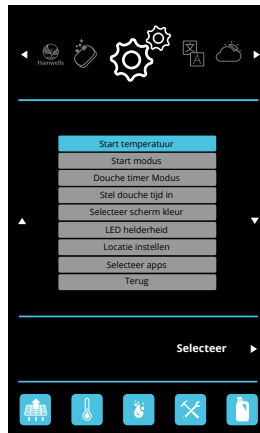 Hamwells
Start temperatuur
Start modus
Douche timer Modus
Stel douche tijd in
Selecteer scherm kleur
LED helderheid
Locatie instellen
Selecteer apps
Terug
Selecteer